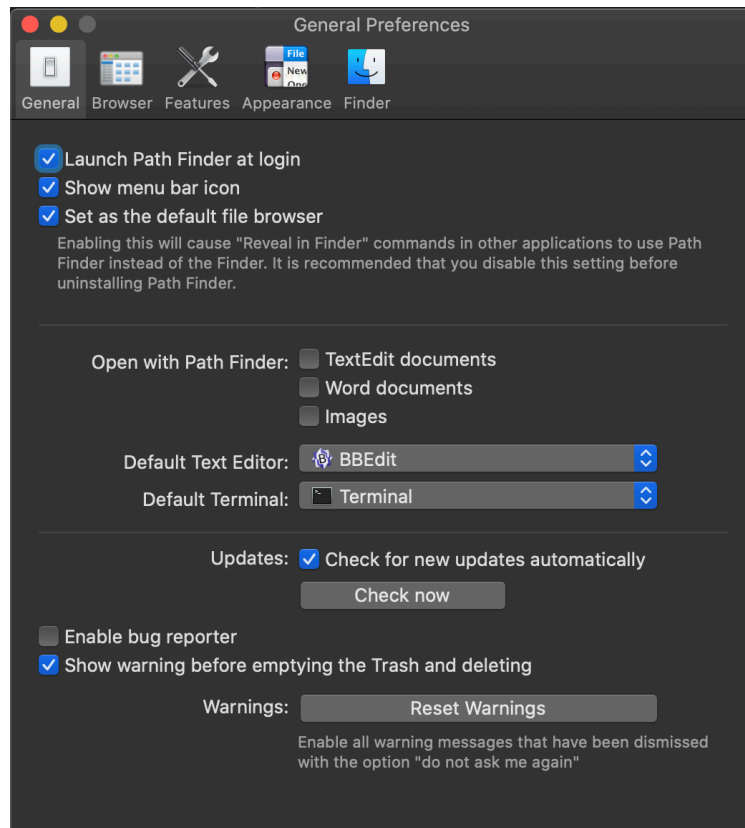 General Preferences
File
New
General Browser Features Appearance Finder
Launch Path Finder at login
Show menu bar icon
Set as the default file browser
Enabling this will cause "Reveal in Finder" commands in other applications to use Path
Finder instead of the Finder. It is recommended that you disable this setting before
uninstalling Path Finder.
Open with Path Finder: TextEdit documents
Word documents
Images
Default Text Editor: BBEdit
Default Terminal: Terminal
Updates: Check for new updates automatically
Check now
Enable bug reporter
Show warning before emptying the Trash and deleting
Warnings: Reset Warnings
Enable all warning messages that have been dismissed
with the option "do not ask me again"